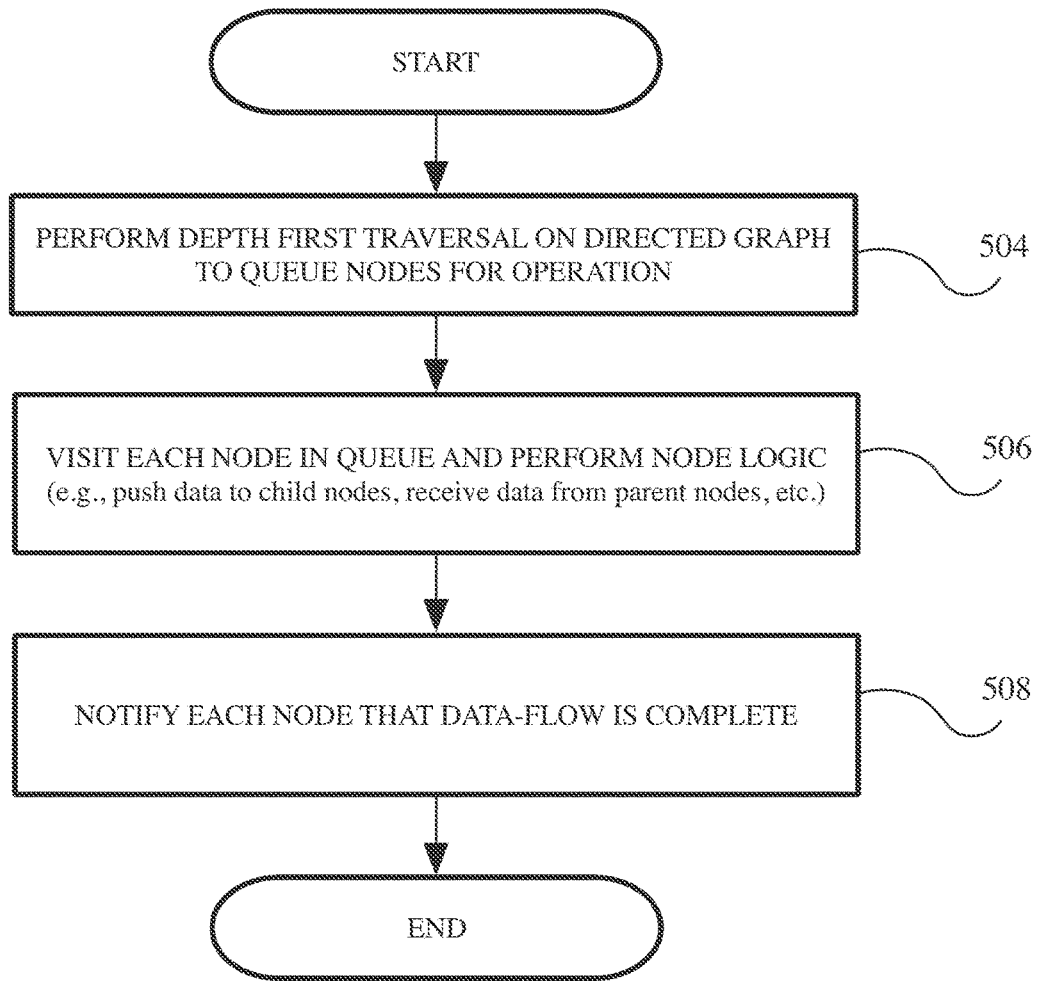 START
PERFORM DEPTH FIRST TRAVERSAL ON DIRECTED GRAPH
TO QUEUE NODES FOR OPERATION
504
VISIT EACH NODE IN QUEUE AND PERFORM NODE LOGIC
(e.g., push data to child nodes, receive data from parent nodes, etc.)
506
NOTIFY EACH NODE THAT DATA-FLOW IS COMPLETE
508
END